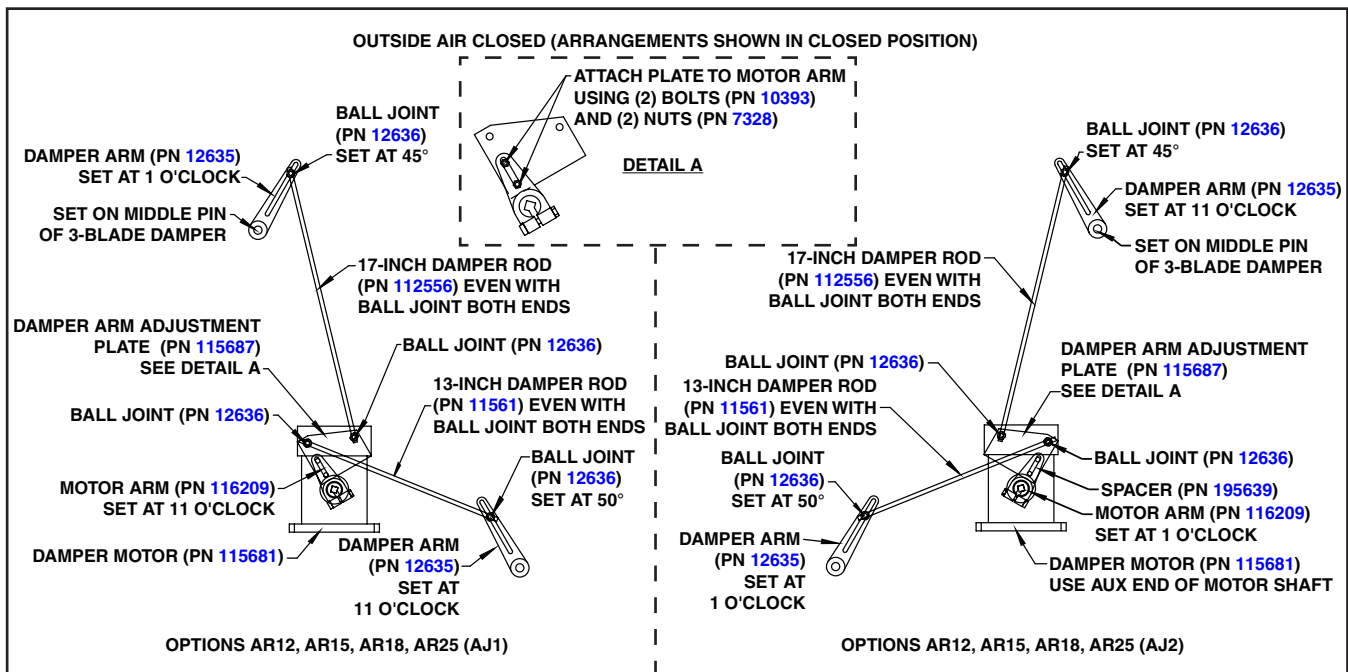 OUTSIDE AIR CLOSED (ARRANGEMENTS SHOWN IN CLOSED POSITION)
ATTACH PLATE TO MOTOR ARM
USING (2) BOLTS (PN 10393)
AND (2) NUTS (PN 7328)
DETAIL A
BALL JOINT
(PN 12636)
SET AT 45°
DAMPER ARM (PN 12635)
SET AT 1 O'CLOCK
SET ON MIDDLE PIN
OF 3-BLADE DAMPER
17-INCH DAMPER ROD
(PN 112556) EVEN WITH
BALL JOINT BOTH ENDS
DAMPER ARM ADJUSTMENT
PLATE (PN 115687)
SEE DETAIL A
BALL JOINT (PN 12636)
13-INCH DAMPER ROD
(PN 11561) EVEN WITH
BALL JOINT BOTH ENDS
BALL JOINT (PN 12636)
BALL JOINT
(PN 12636)
SET AT 50°
MOTOR ARM (PN 116209)
SET AT 11 O'CLOCK
DAMPER MOTOR (PN 115681)
DAMPER ARM
(PN 12635)
SET AT
11 O'CLOCK
OPTIONS AR12, AR15, AR18, AR25 (AJ1)
BALL JOINT (PN 12636)
SET AT 45°
DAMPER ARM (PN 12635)
SET AT 11 O'CLOCK
SET ON MIDDLE PIN
OF 3-BLADE DAMPER
17-INCH DAMPER ROD
(PN 112556) EVEN WITH
BALL JOINT BOTH ENDS
BALL JOINT (PN 12636)
DAMPER ARM ADJUSTMENT
PLATE (PN 115687)
SEE DETAIL A
13-INCH DAMPER ROD
(PN 11561) EVEN WITH
BALL JOINT BOTH ENDS
BALL JOINT
(PN 12636)
SET AT 50°
BALL JOINT (PN 12636)
SPACER (PN 195639)
MOTOR ARM (PN 116209)
SET AT 1 O'CLOCK
DAMPER ARM
(PN 12635)
SET AT
1 O'CLOCK
DAMPER MOTOR (PN 115681)
USE AUX END OF MOTOR SHAFT
OPTIONS AR12, AR15, AR18, AR25 (AJ2)